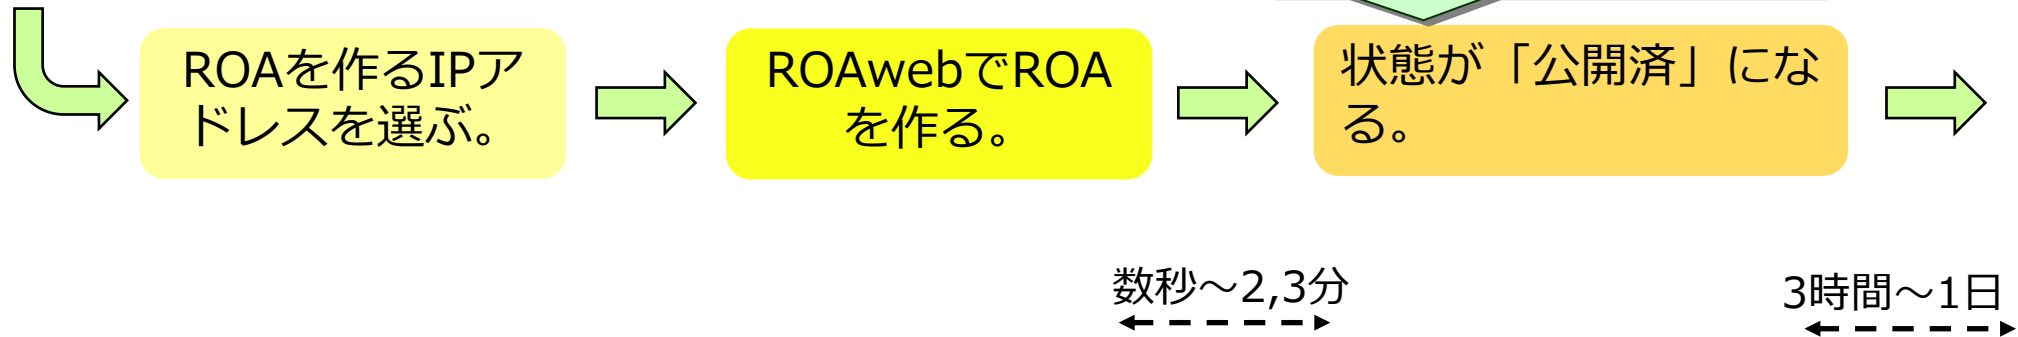 ROAを作るIPア
ドレスを選ぶ。
ROAwebでROA
を作る。
状態が「公開済」にな
る。
数秒～2,3分
3時間～1日